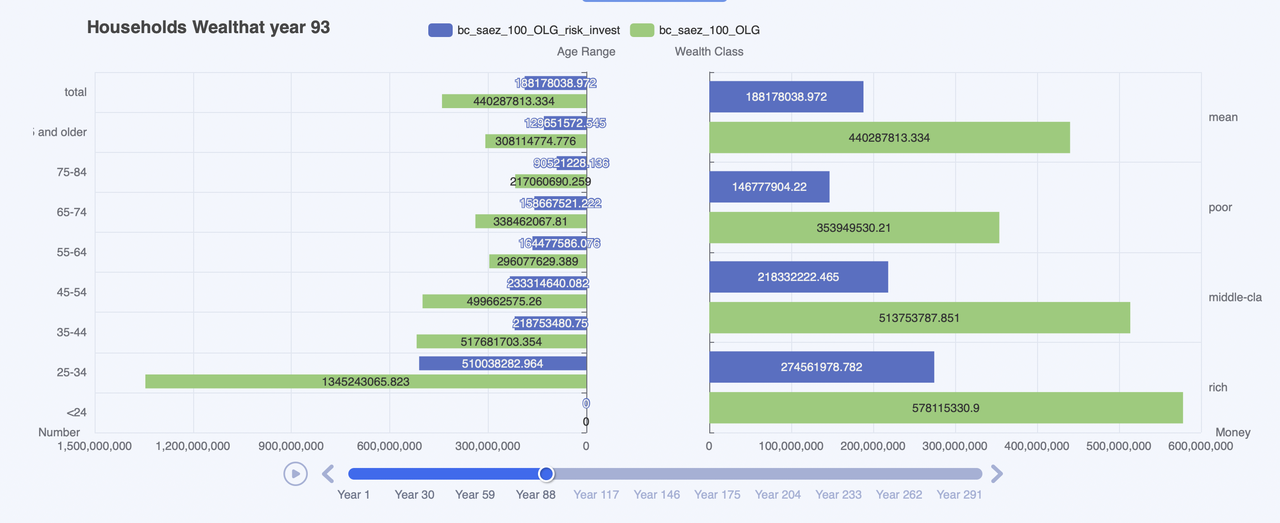 Households Wealthat year 93
bc_saez_100_OLG_risk_invest bc_saez_100_OLG
Age Range Wealth Class
total
188178038.972
440287813.334
5 and older
129651572.545
308114774.776
75-84
90521228.136
217060690.259
65-74
158667521.222
338462067.81
55-64
164477586.076
296077629.389
45-54
233314640.082
499662575.26
35-44
218753480.75
517681703.354
25-34
510038282.964
1345243065.823
<24
0
0
Number
1,500,000,000 1,200,000,000 900,000,000 600,000,000 300,000,000 0
188178038.972
440287813.334
mean
146777904.22
353949530.21
poor
218332222.465
513753787.851
middle-cla
274561978.782
578115330.9
rich
Money
0 100,000,000 200,000,000 300,000,000 400,000,000 500,000,000 600,000,000
Year 1 Year 30 Year 59 Year 88 Year 117 Year 146 Year 175 Year 204 Year 233 Year 262 Year 291